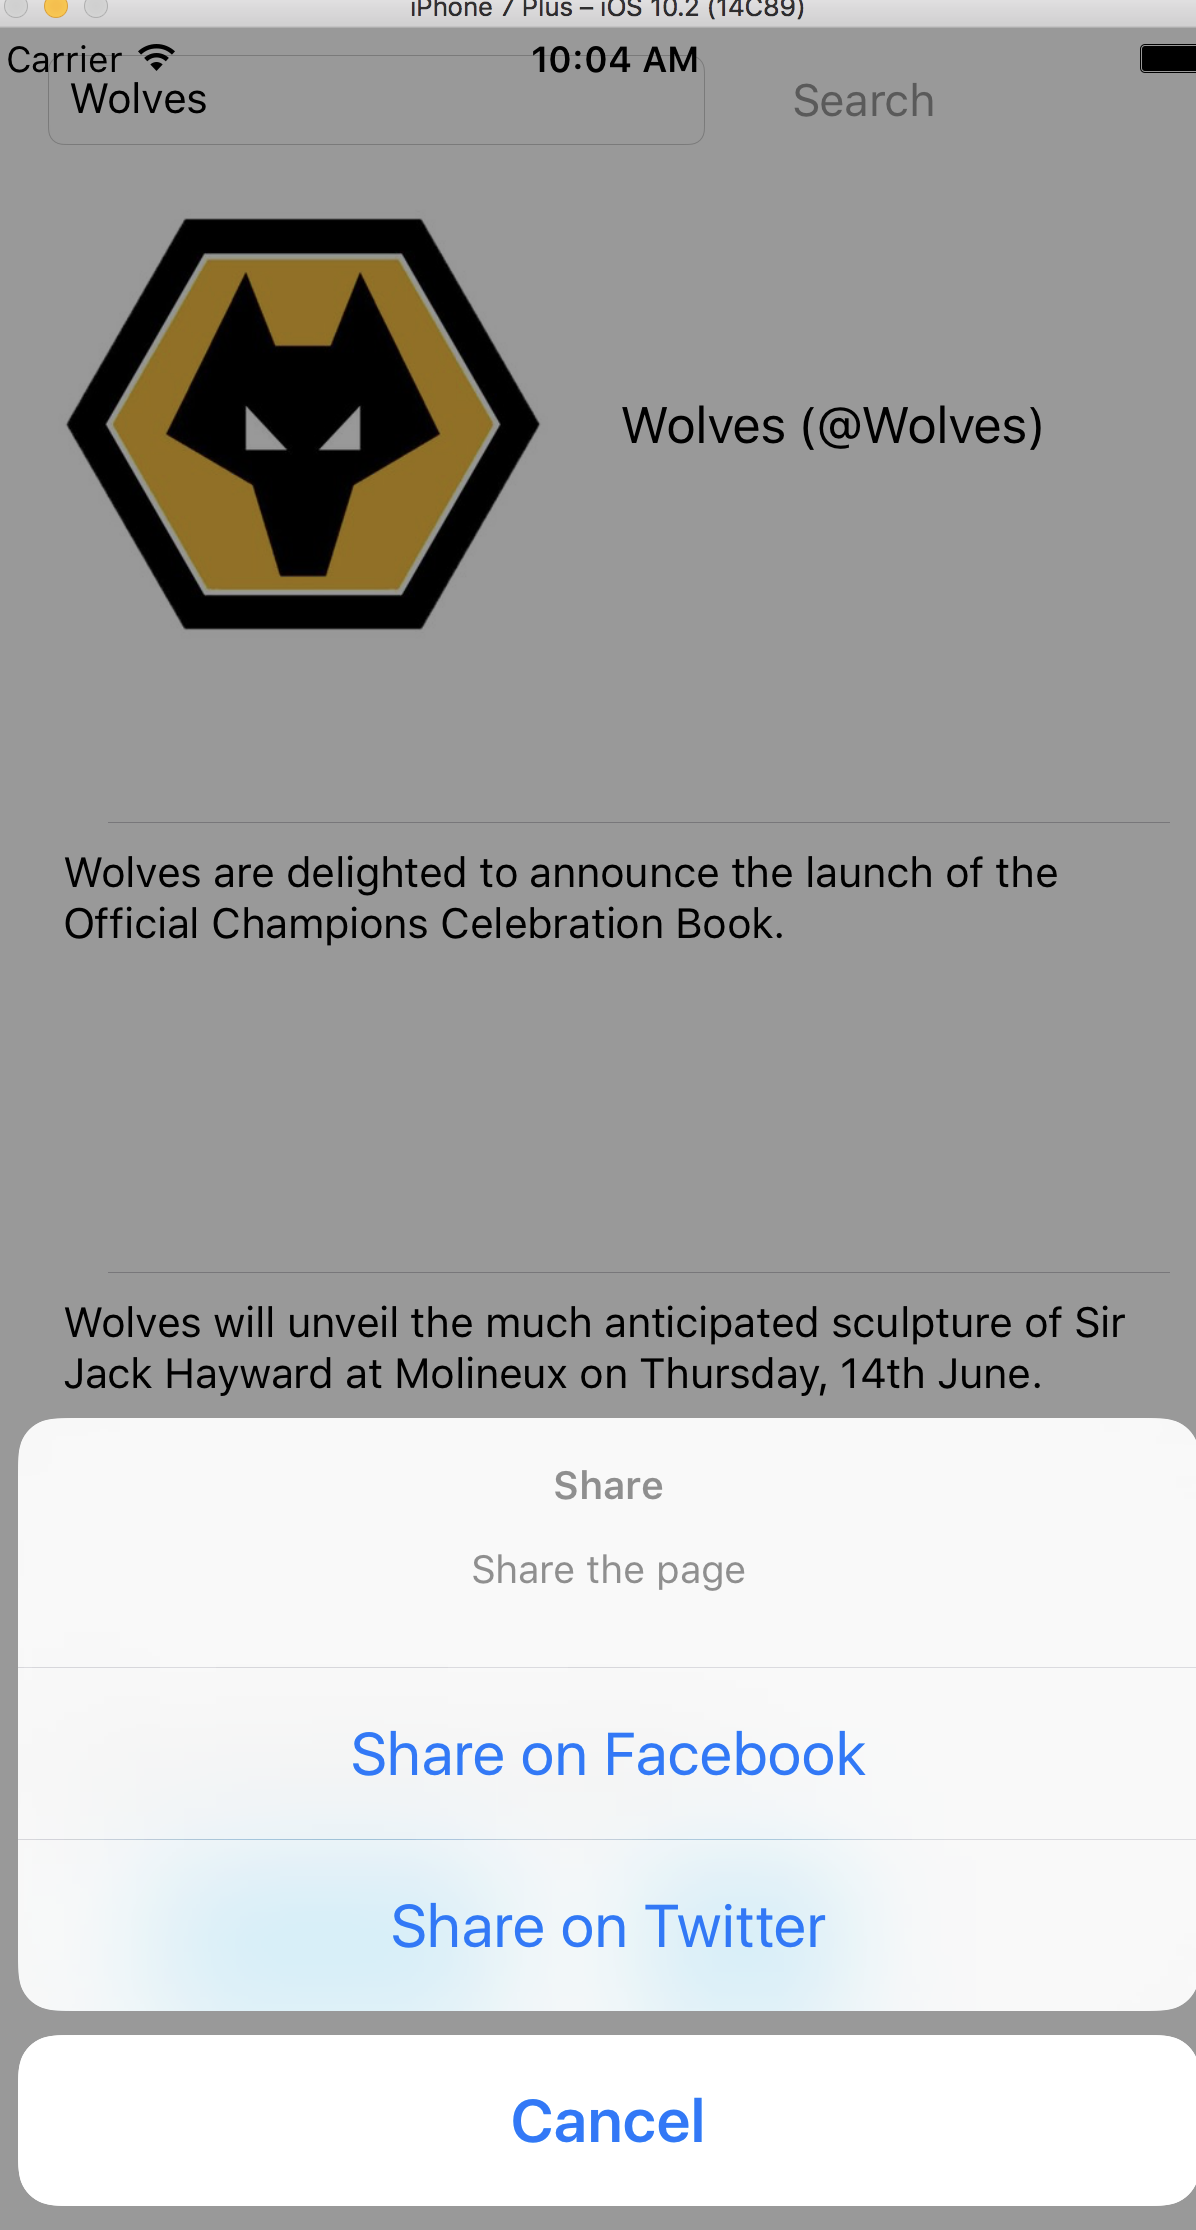 iPhone 7 Plus – iOS 10.2 (14C89)
Carrier 10:04 AM
Wolves Search
Wolves (@Wolves)
Wolves are delighted to announce the launch of the
Official Champions Celebration Book.
Wolves will unveil the much anticipated sculpture of Sir
Jack Hayward at Molineux on Thursday, 14th June.
Share
Share the page
Share on Facebook
Share on Twitter
Cancel